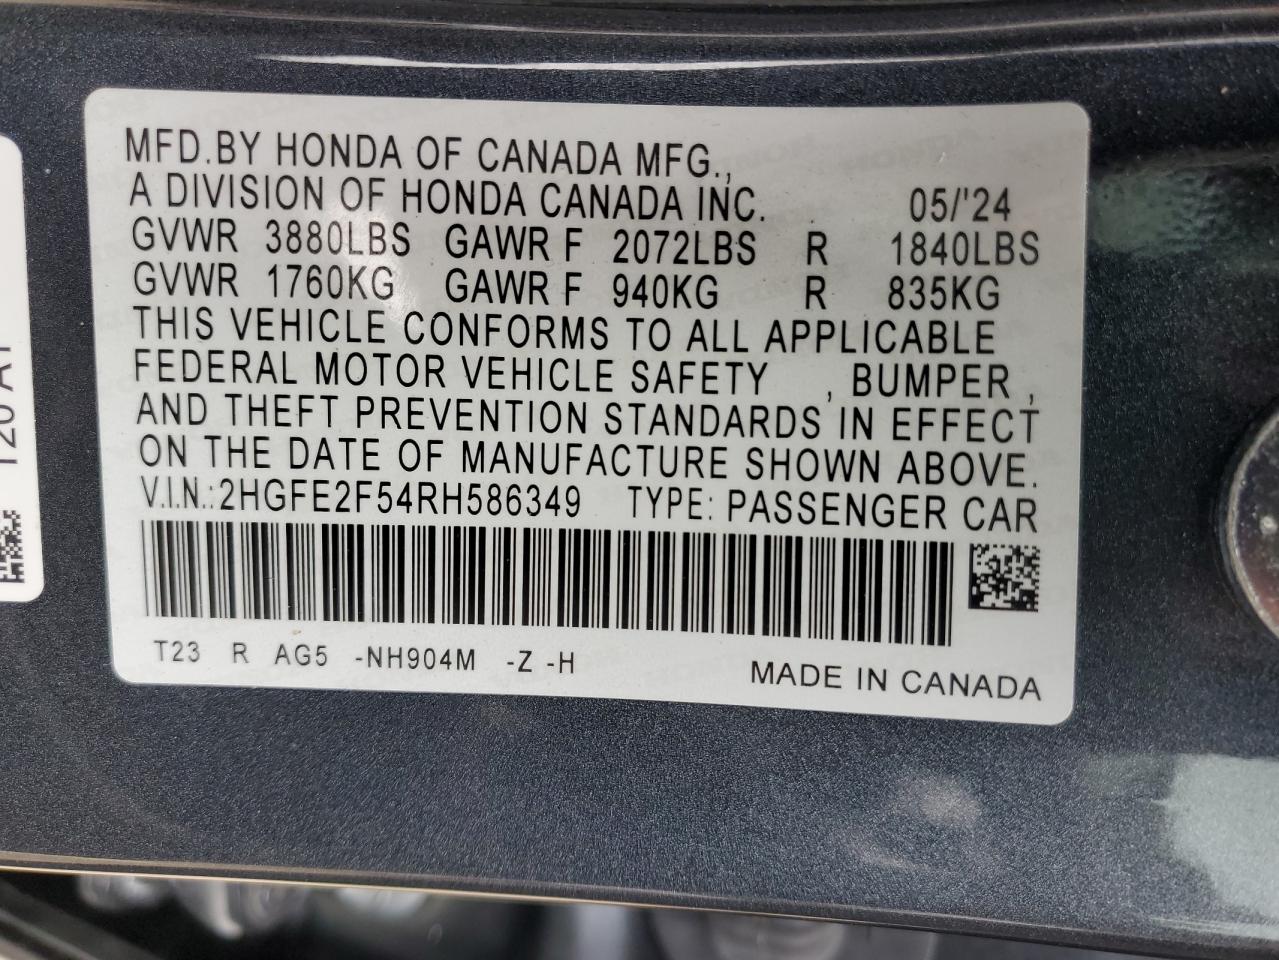 MFD.BY HONDA OF CANADA MFG.,
A DIVISION OF HONDA CANADA INC. 05/'24
GVWR 3880LBS GAWR F 2072LBS R 1840LBS
GVWR 1760KG GAWR F 940KG R 835KG
THIS VEHICLE CONFORMS TO ALL APPLICABLE
FEDERAL MOTOR VEHICLE SAFETY , BUMPER ,
AND THEFT PREVENTION STANDARDS IN EFFECT
ON THE DATE OF MANUFACTURE SHOWN ABOVE.
V.I.N.:2HGFE2F54RH586349 TYPE: PASSENGER CAR
T23 R AG5 -NH904M -Z -H
MADE IN CANADA